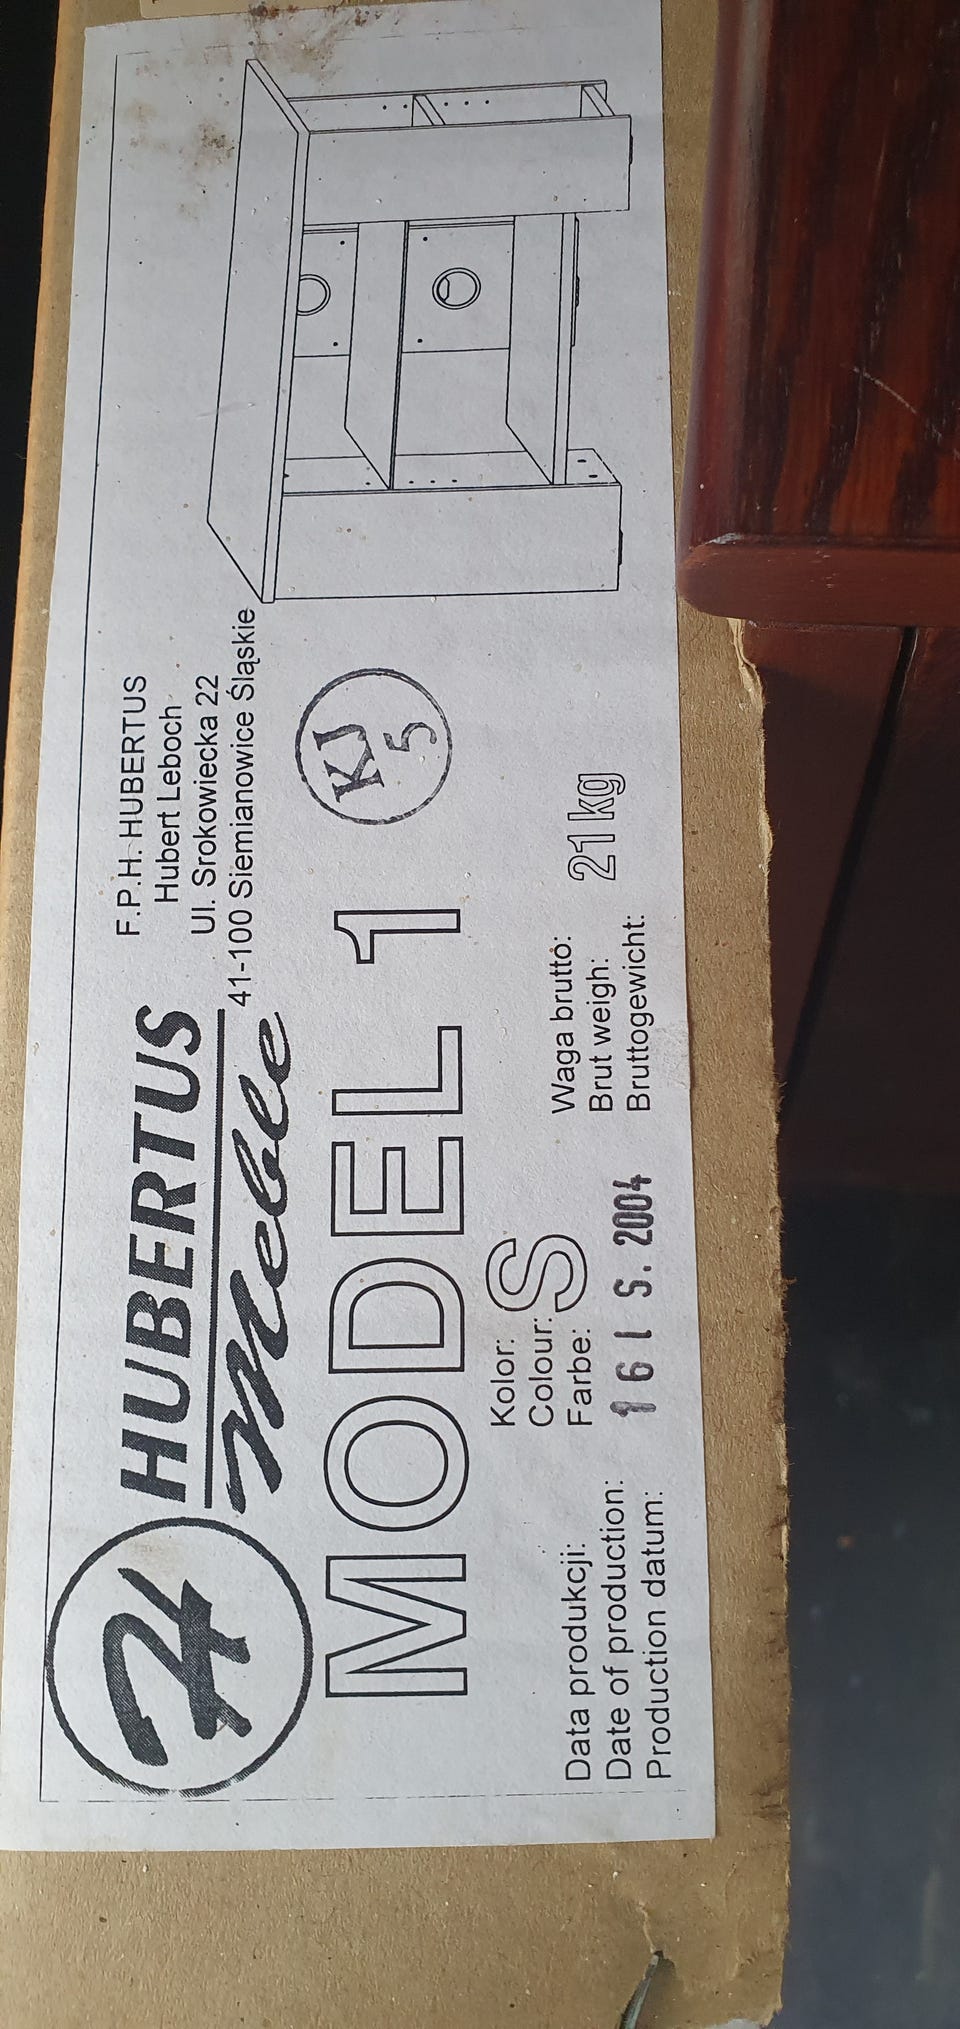 HUBERTUS
Meble
F.P.H. HUBERTUS
Hubert Leboch
Ul. Srokowiecka 22
41-100 Siemianowice Śląskie
MODEL 1
KJ
5
Kolor:
Colour: S
Farbe:
Waga brutto:
Brut weigh: 21 kg
Bruttogewicht:
Data produkcji:
Date of production: 16 LIS. 2004
Production datum: